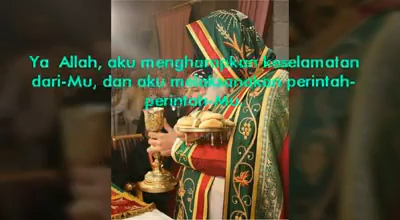 Ya Allah, aku mengharapkan keselamatan
dari-Mu, dan aku melaksanakan perintah-
perintah-Mu.